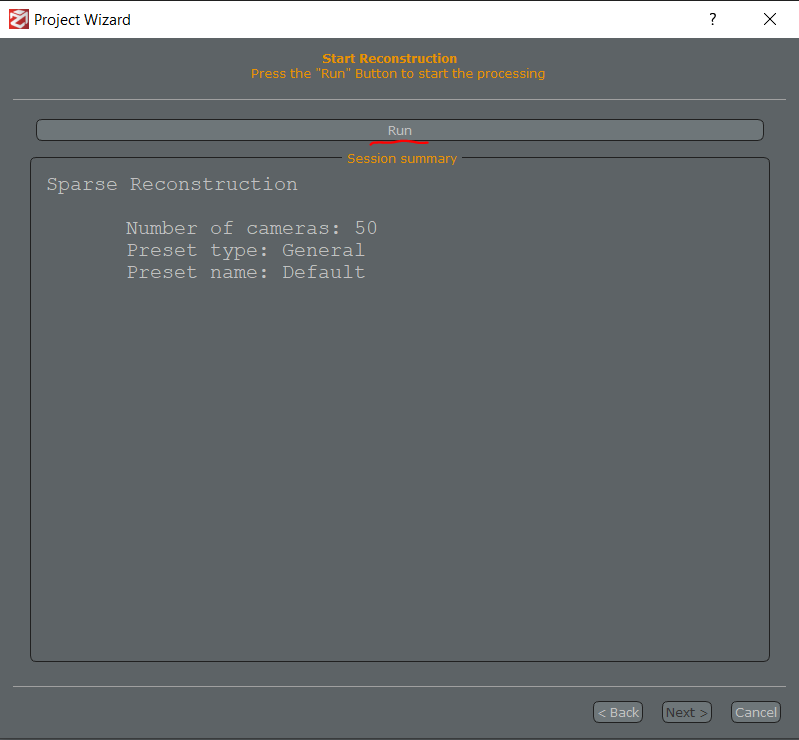 Project Wizard
?
Start Reconstruction
Press the "Run" Button to start the processing
Run
Session summary
Sparse Reconstruction
Number of cameras: 50
Preset type: General
Preset name: Default
< Back Next > Cancel